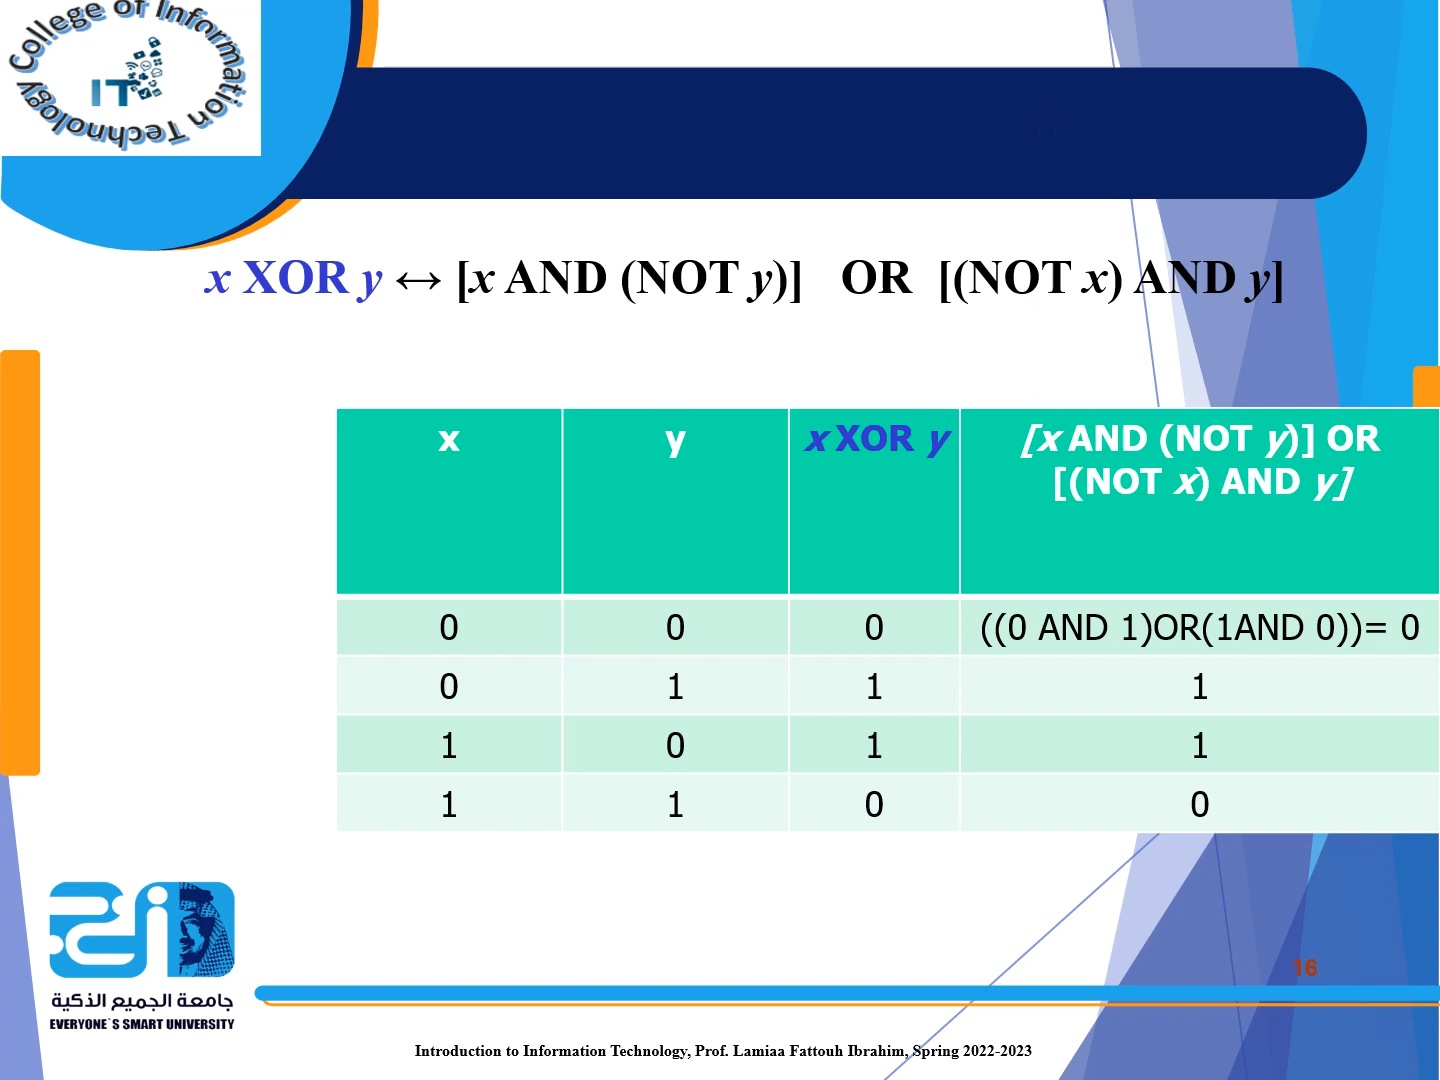 College of Information Technology
IT
x XOR y ↔ [x AND (NOT y)] OR [(NOT x) AND y]
x y x XOR y [x AND (NOT y)] OR
[(NOT x) AND y]
0 0 0 ((0 AND 1)OR(1AND 0))= 0
0 1 1 1
1 0 1 1
1 1 0 0
16
جامعة الجميع الذكية
EVERYONE`S SMART UNIVERSITY
Introduction to Information Technology, Prof. Lamiaa Fattouh Ibrahim, Spring 2022-2023